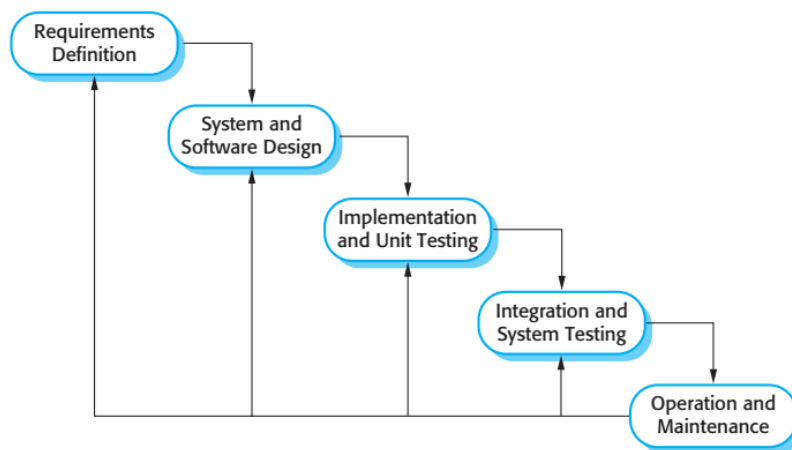 Requirements
Definition
System and
Software Design
Implementation
and Unit Testing
Integration and
System Testing
Operation and
Maintenance